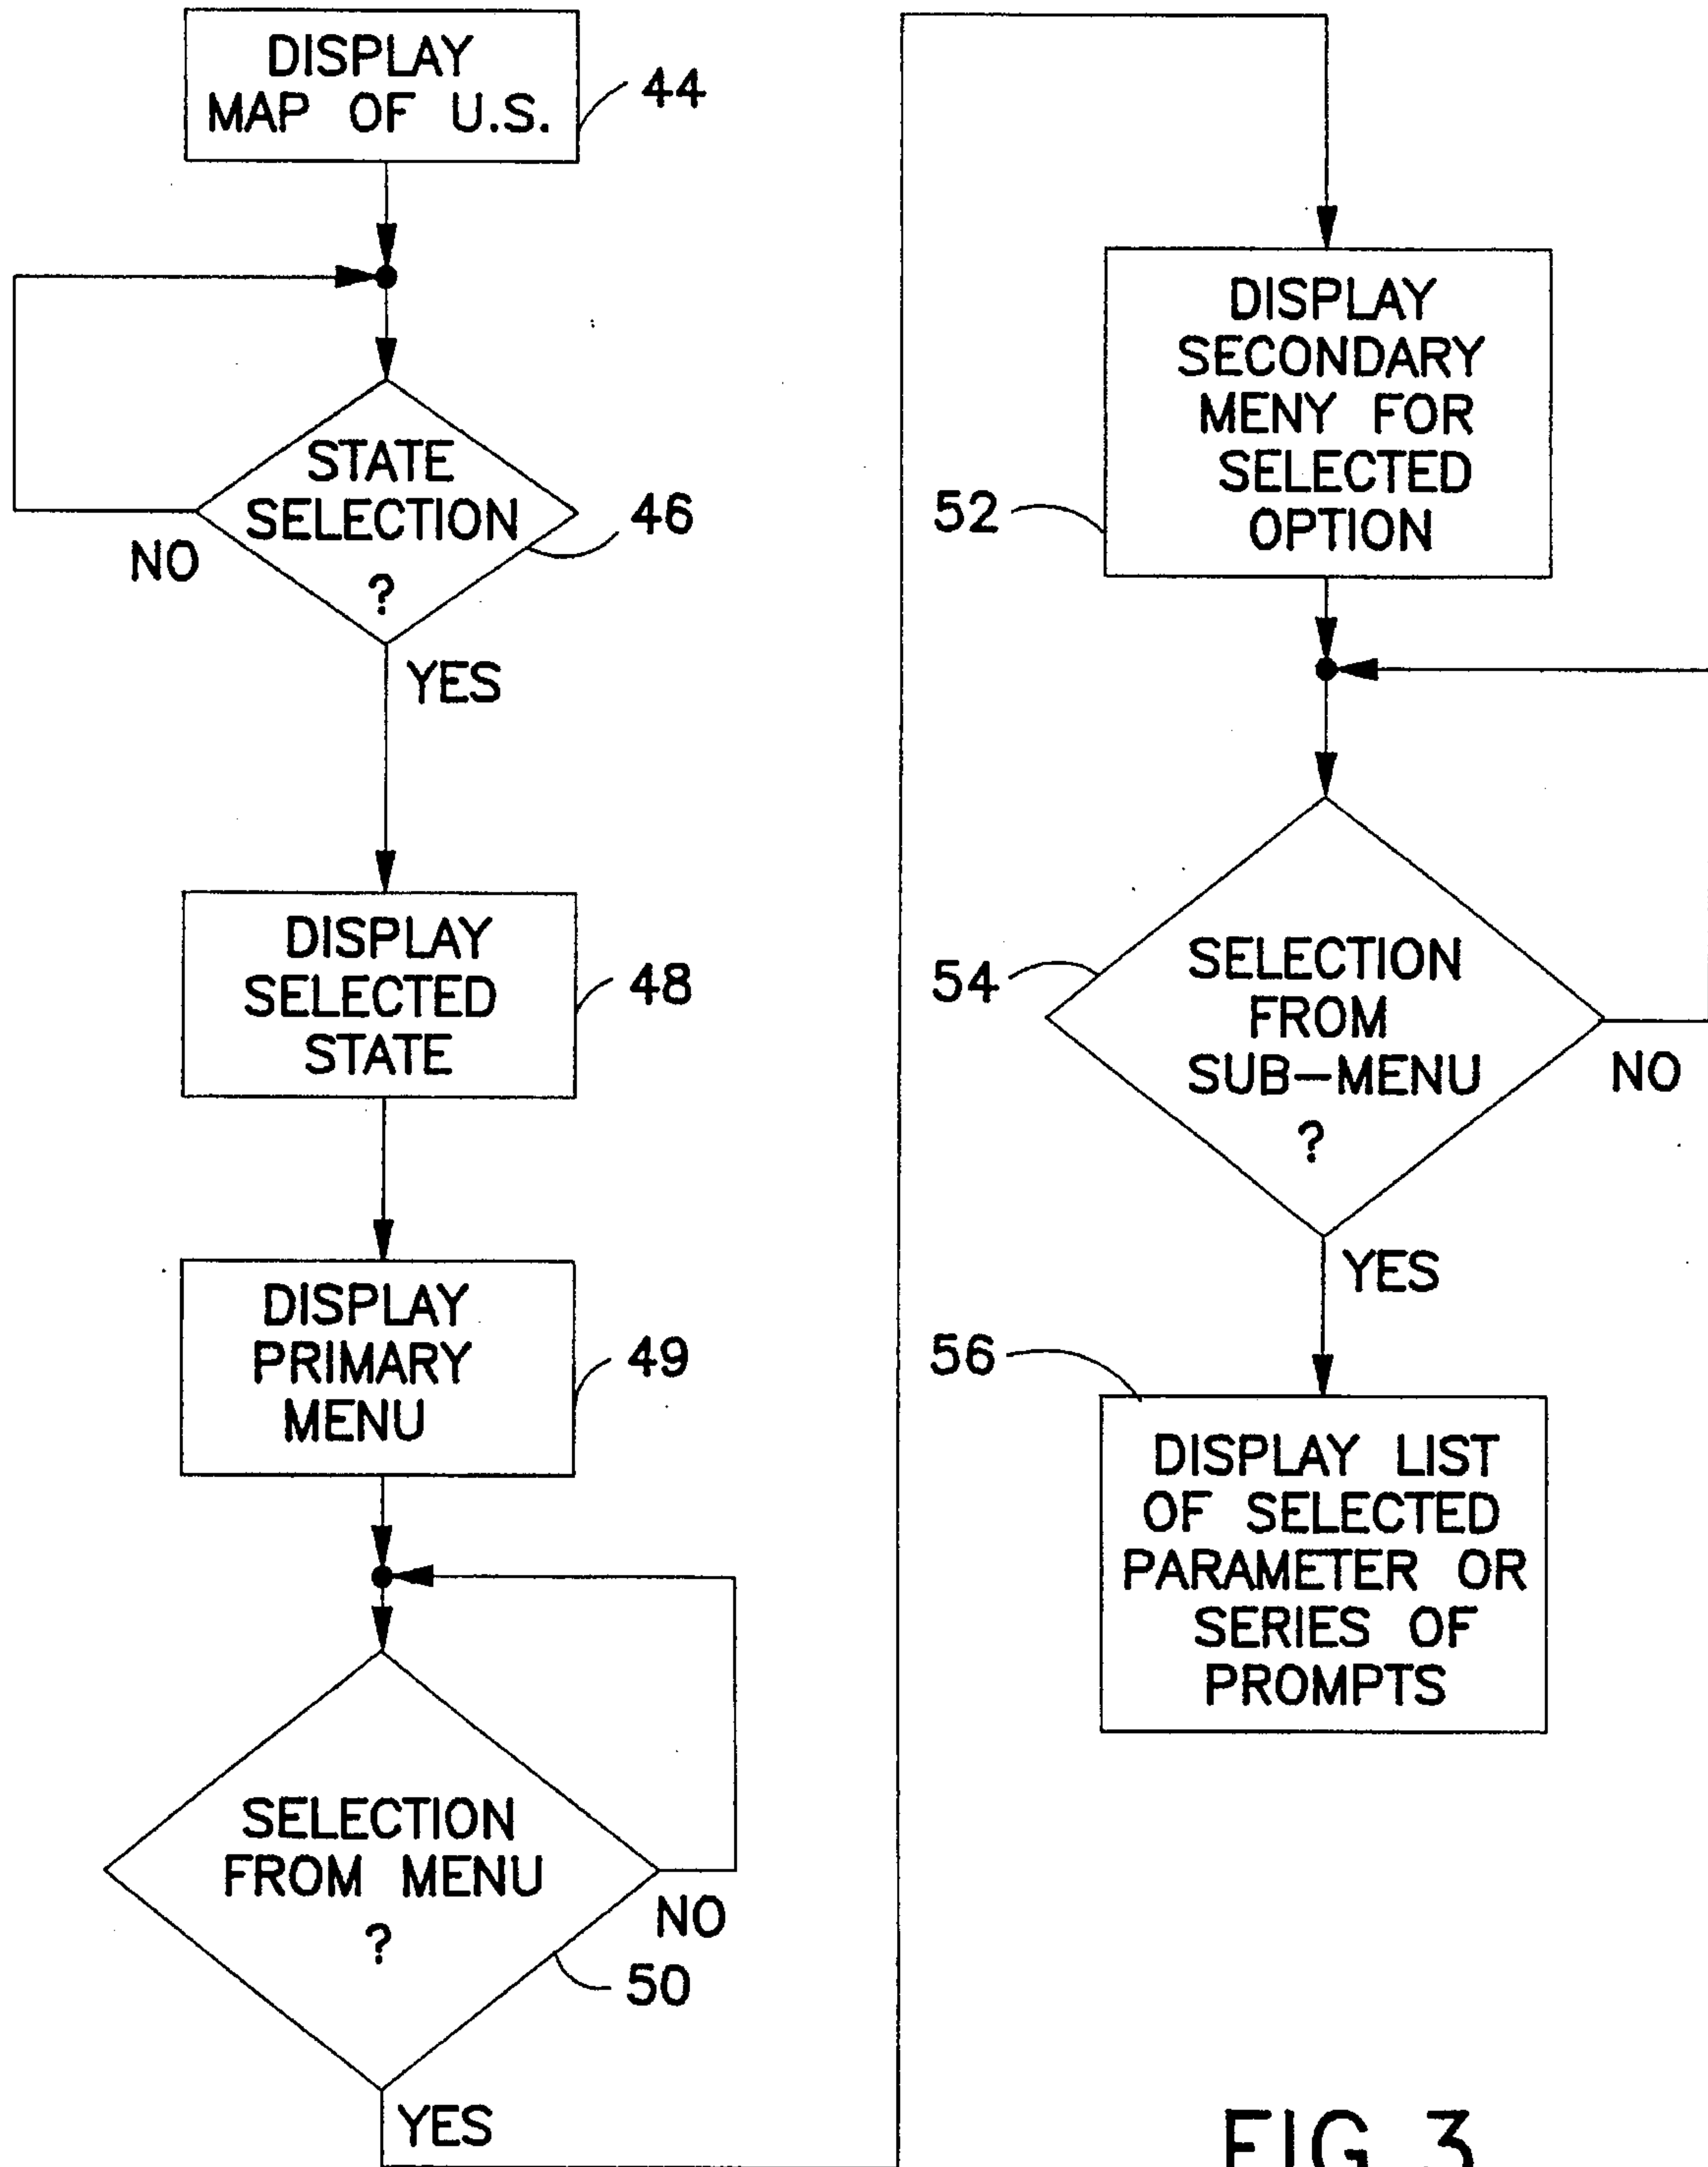 DISPLAY
MAP OF U.S.
44
STATE
SELECTION
?
46
NO
YES
DISPLAY
SELECTED
STATE
48
DISPLAY
PRIMARY
MENU
49
SELECTION
FROM MENU
?
NO
50
YES
DISPLAY
SECONDARY
MENY FOR
SELECTED
OPTION
52
SELECTION
FROM
SUB-MENU
?
54
NO
YES
56
DISPLAY LIST
OF SELECTED
PARAMETER OR
SERIES OF
PROMPTS
FIG 3